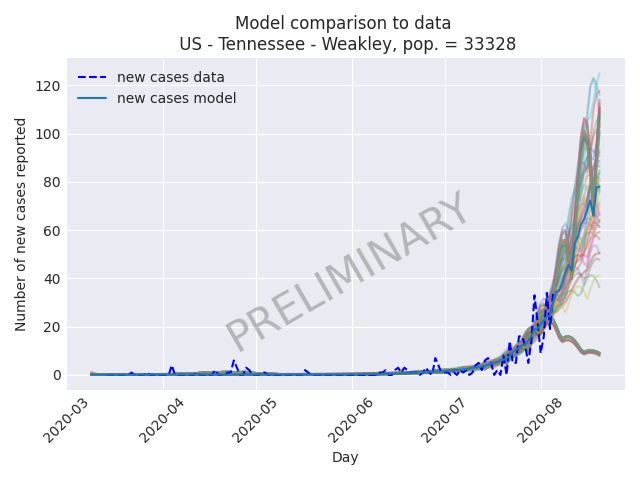 Model comparison to data
US - Tennessee - Weakley, pop. = 33328
new cases data
new cases model
PRELIMINARY
Number of new cases reported
120
100
80
60
40
20
0
2020-03
2020-04
2020-05
2020-06
2020-07
2020-08
Day